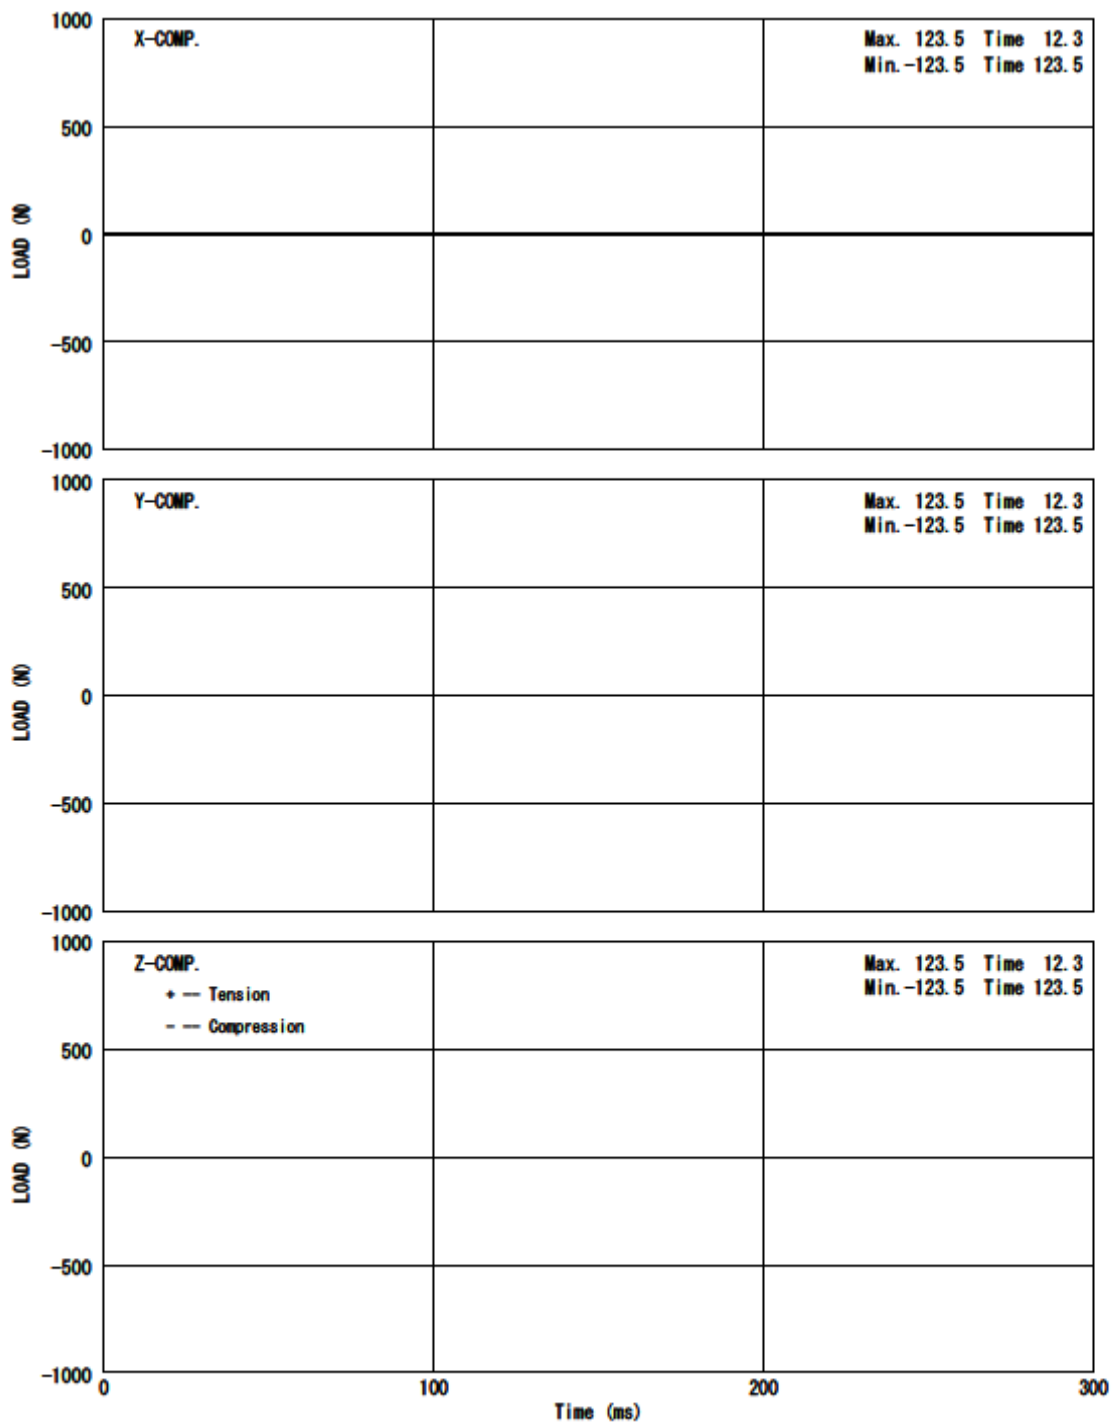 1000
X-COMP.
Max. 123.5 Time 12.3
Min.-123.5 Time 123.5
500
LOAD (N)
0
-500
-1000
1000
Y-COMP.
Max. 123.5 Time 12.3
Min.-123.5 Time 123.5
500
LOAD (N)
0
-500
-1000
1000
Z-COMP.
Max. 123.5 Time 12.3
+ -- Tension
Min.-123.5 Time 123.5
- -- Compression
500
LOAD (N)
0
-500
-1000
0 100 200 300
Time (ms)